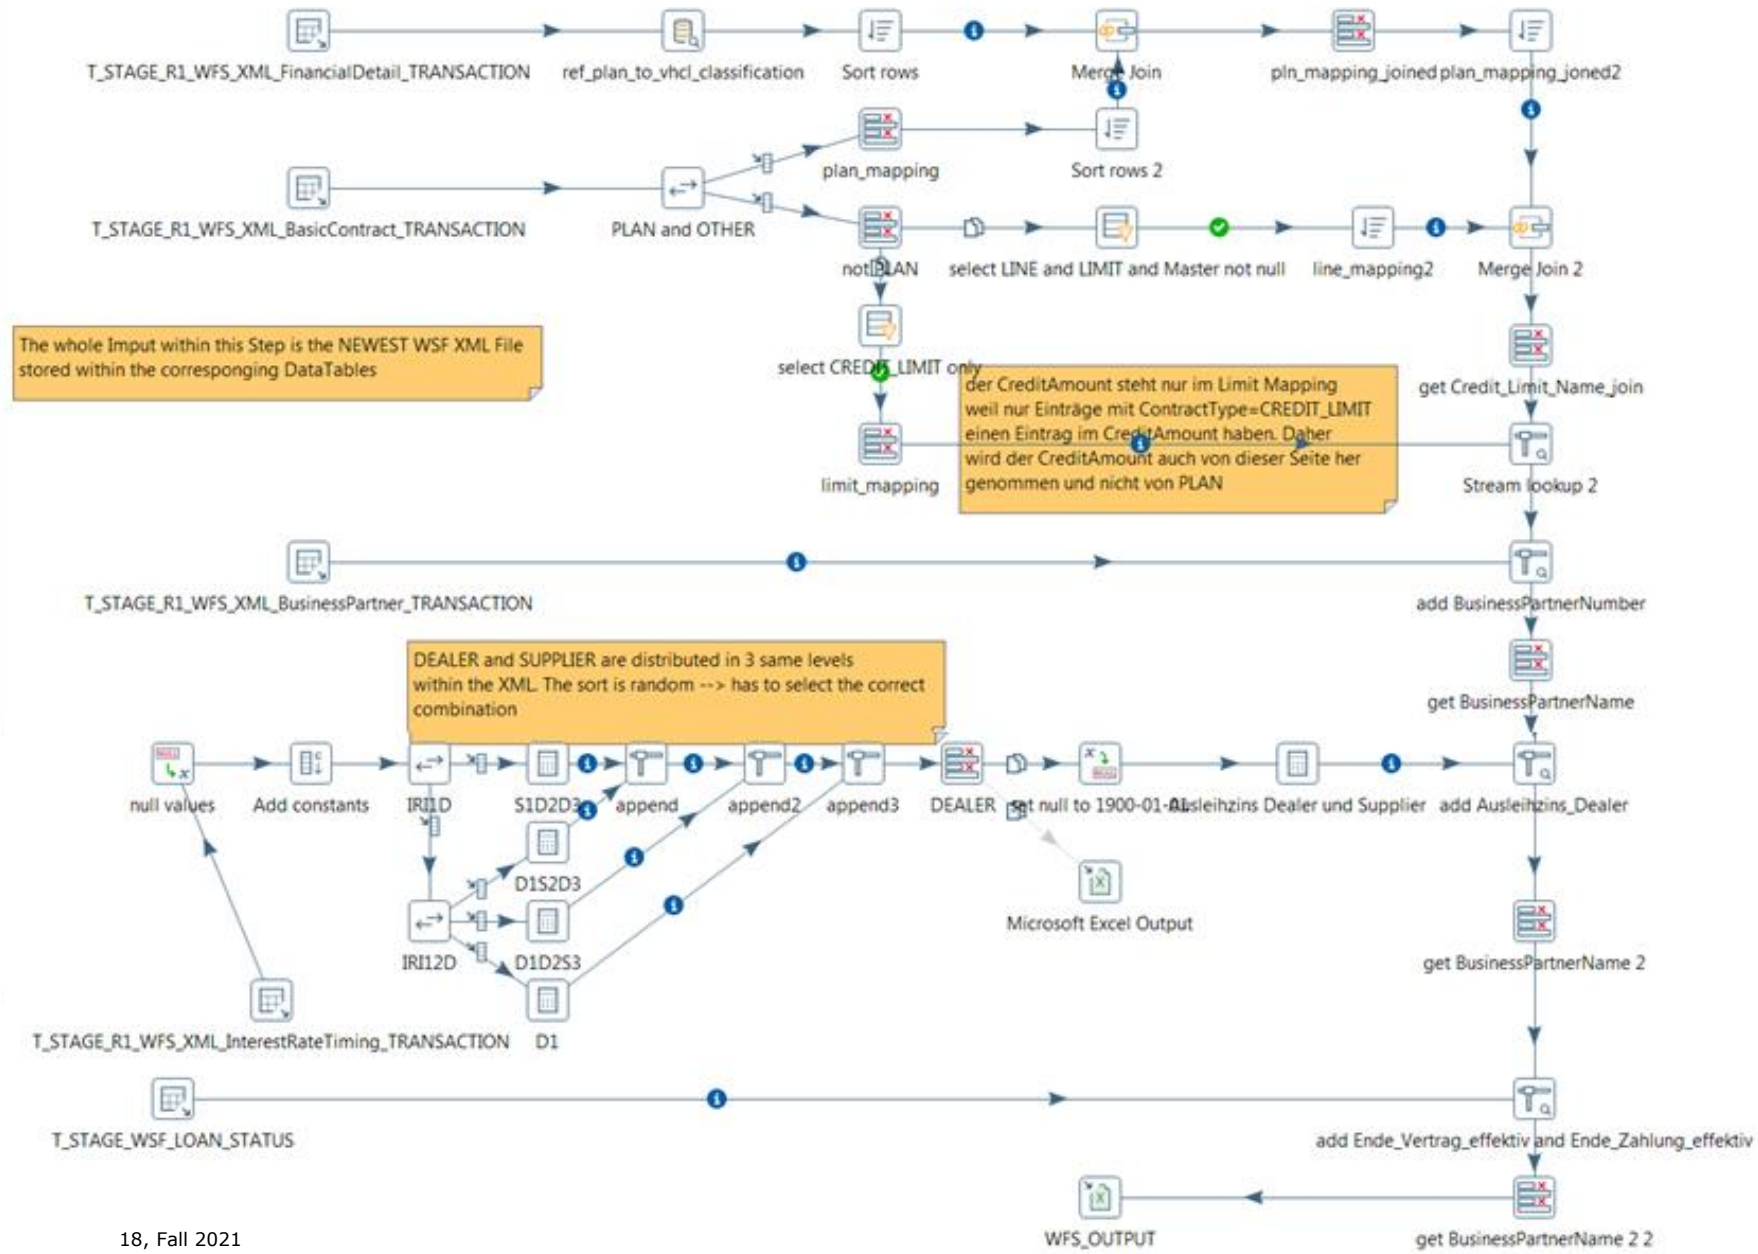 T_STAGE_R1_WFS_XML_FinancialDetail_TRANSACTION
ref_plan_to_vhcl_classification
Sort rows
Merge Join
pln_mapping_joined
plan_mapping_joned2
plan_mapping
Sort rows 2
T_STAGE_R1_WFS_XML_BasicContract_TRANSACTION
PLAN and OTHER
not PLAN
select LINE and LIMIT and Master not null
line_mapping2
Merge Join 2
The whole Imput within this Step is the NEWEST WSF XML File
stored within the corresponging DataTables
select CREDIT_LIMIT only
get Credit_Limit_Name_join
der CreditAmount steht nur im Limit Mapping
weil nur Einträge mit ContractType=CREDIT_LIMIT
einen Eintrag im CreditAmount haben. Daher
wird der CreditAmount auch von dieser Seite her
genommen und nicht von PLAN
limit_mapping
Stream lookup 2
T_STAGE_R1_WFS_XML_BusinessPartner_TRANSACTION
add BusinessPartnerNumber
DEALER and SUPPLIER are distributed in 3 same levels
within the XML. The sort is random --> has to select the correct
combination
get BusinessPartnerName
null values
Add constants
IRI1D
S1D2D3
append
append2
append3
DEALER
set null to 1900-01-01
Ausleihzins Dealer und Supplier
add Ausleihzins_Dealer
D1S2D3
Microsoft Excel Output
IRI12D
D1D2S3
get BusinessPartnerName 2
T_STAGE_R1_WFS_XML_InterestRateTiming_TRANSACTION
D1
T_STAGE_WSF_LOAN_STATUS
add Ende_Vertrag_effektiv and Ende_Zahlung_effektiv
WFS_OUTPUT
get BusinessPartnerName 2 2
18, Fall 2021